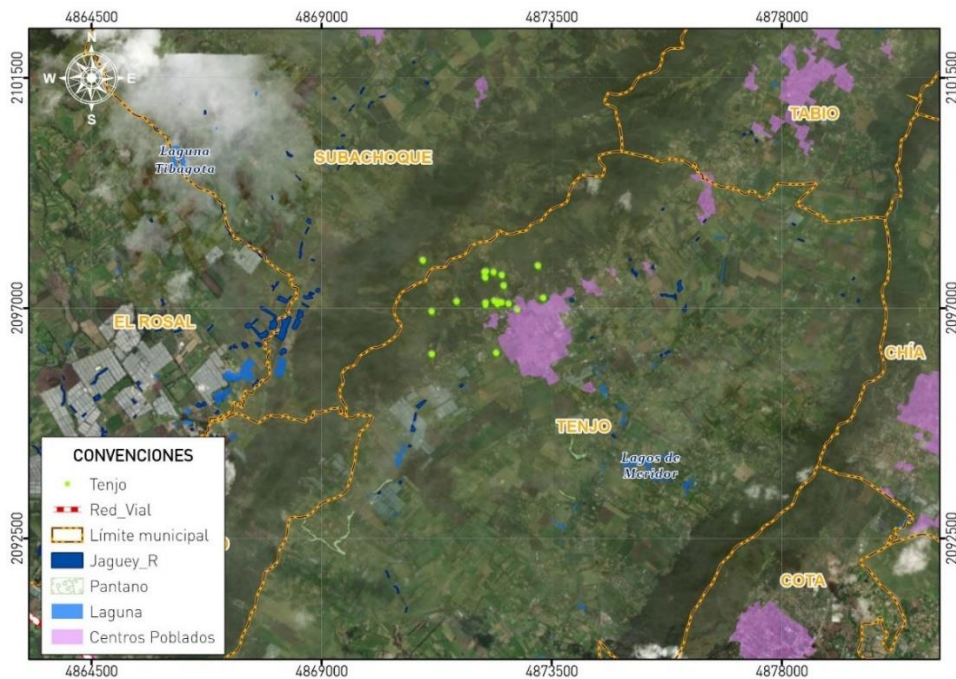 4864500 4869000 4873500 4878000
N
W E
S
2101500
2101500
TABIO
Laguna
Tibagota
SUBACHOQUE
2097000
2097000
EL ROSAL
CHÍA
TENJO
CONVENCIONES
Tenjo
Red_Vial
Límite municipal
Jaguey_R
Pantano
Laguna
Centros Poblados
Lagos de
Meridor
2092500
2092500
COTA
4864500 4869000 4873500 4878000